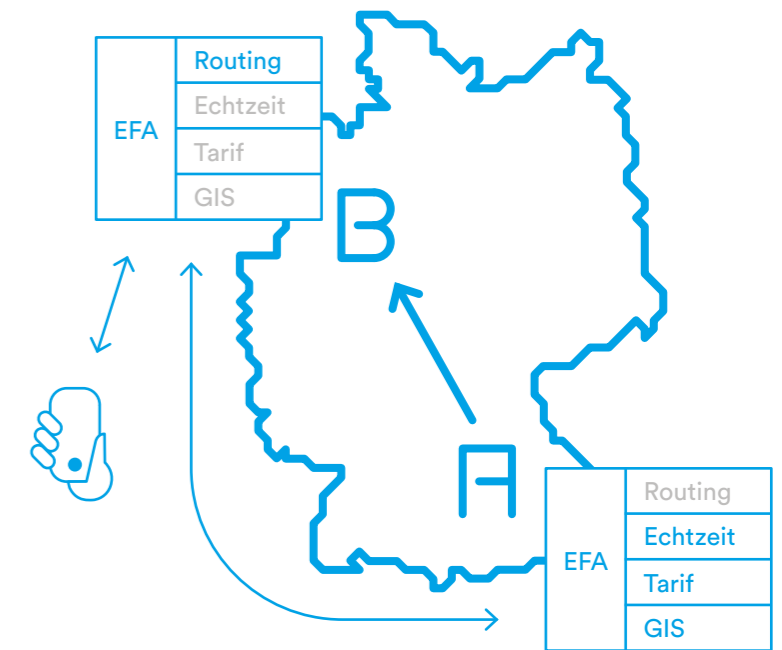 EFA
Routing
Echtzeit
Tarif
GIS
B
A
EFA
Routing
Echtzeit
Tarif
GIS